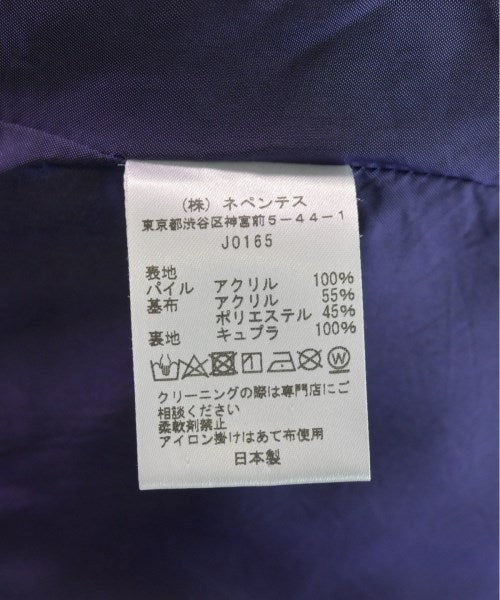 (株) ネペンテス
東京都渋谷区神宮前5-44-1
J0165
表地
パイル アクリル 100%
基布 アクリル 55%
ポリエステル 45%
裏地 キュプラ 100%
W
クリーニングの際は専門店にご
相談ください
柔軟剤禁止
アイロン掛けはあて布使用
日本製